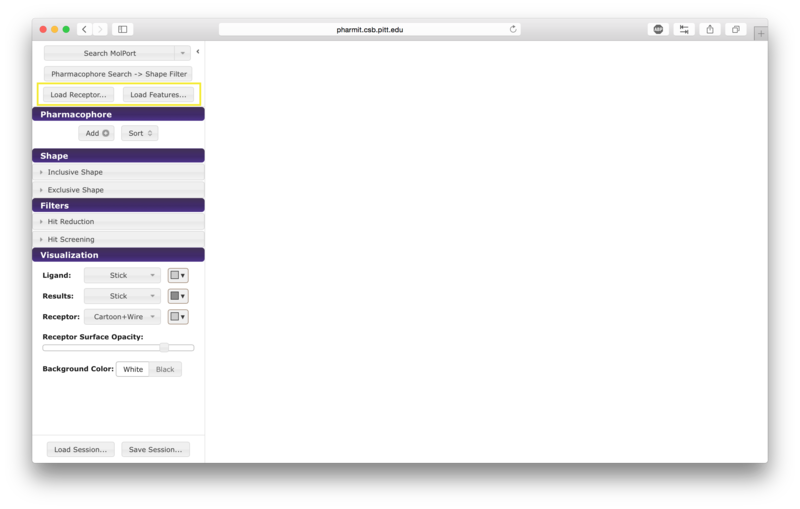 pharmit.csb.pitt.edu
ABP
Search MolPort
Pharmacophore Search -> Shape Filter
Load Receptor... Load Features...
Pharmacophore
Add Sort
Shape
Inclusive Shape
Exclusive Shape
Filters
Hit Reduction
Hit Screening
Visualization
Ligand: Stick
Results: Stick
Receptor: Cartoon+Wire
Receptor Surface Opacity:
Background Color: White Black
Load Session... Save Session...